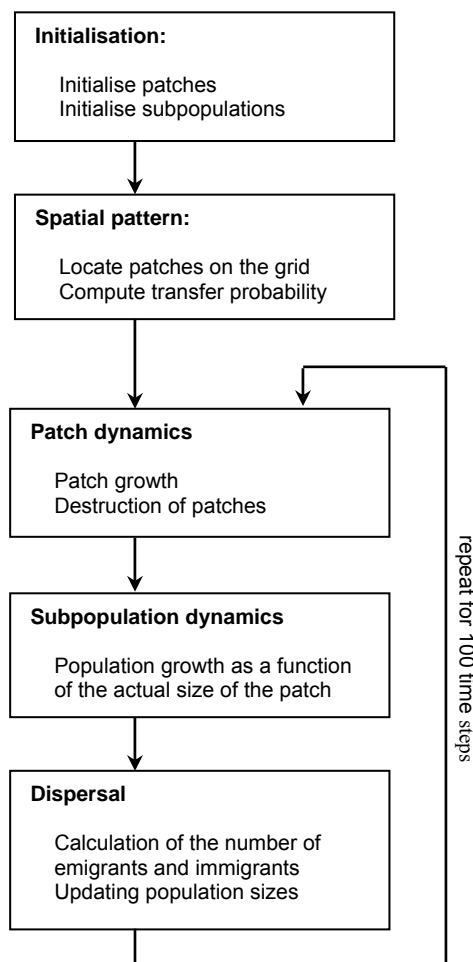 Initialisation:
Initialise patches
Initialise subpopulations
Spatial pattern:
Locate patches on the grid
Compute transfer probability
Patch dynamics
Patch growth
Destruction of patches
Subpopulation dynamics
Population growth as a function
of the actual size of the patch
Dispersal
Calculation of the number of
emigrants and immigrants
Updating population sizes
repeat for 100 time steps